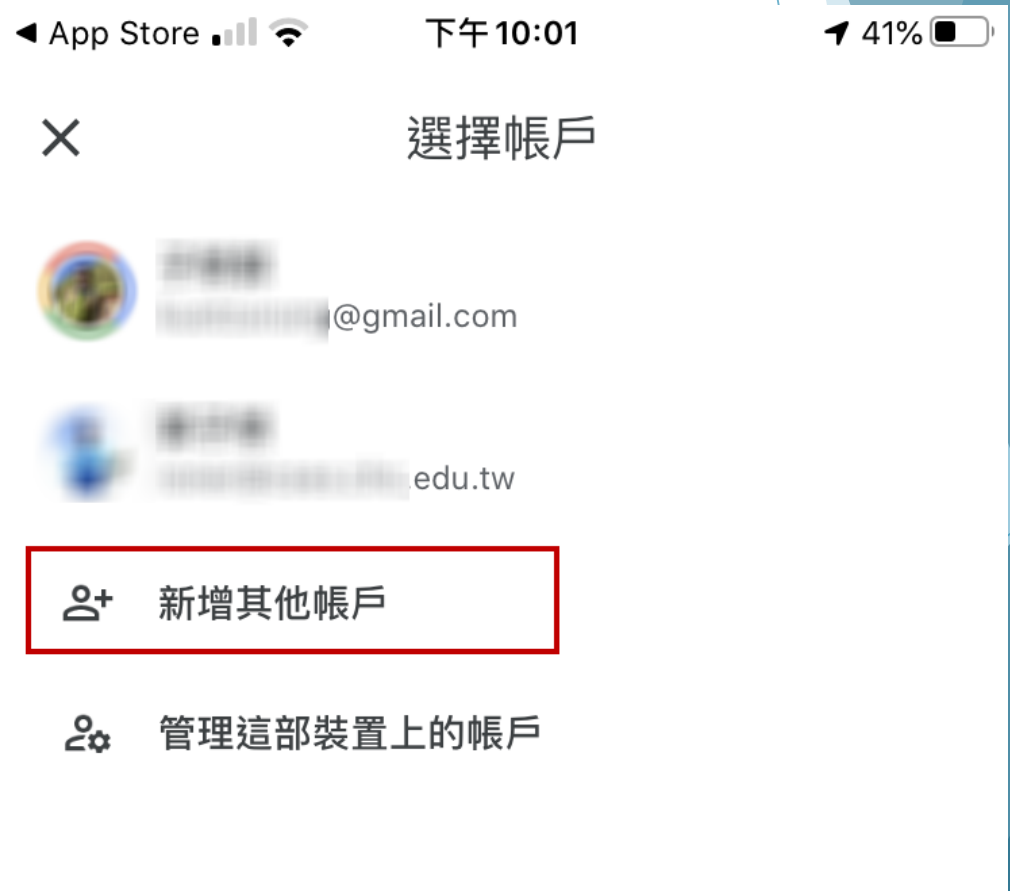 App Store
下午10:01
41%
選擇帳戶
@gmail.com
.edu.tw
新增其他帳戶
管理這部裝置上的帳戶